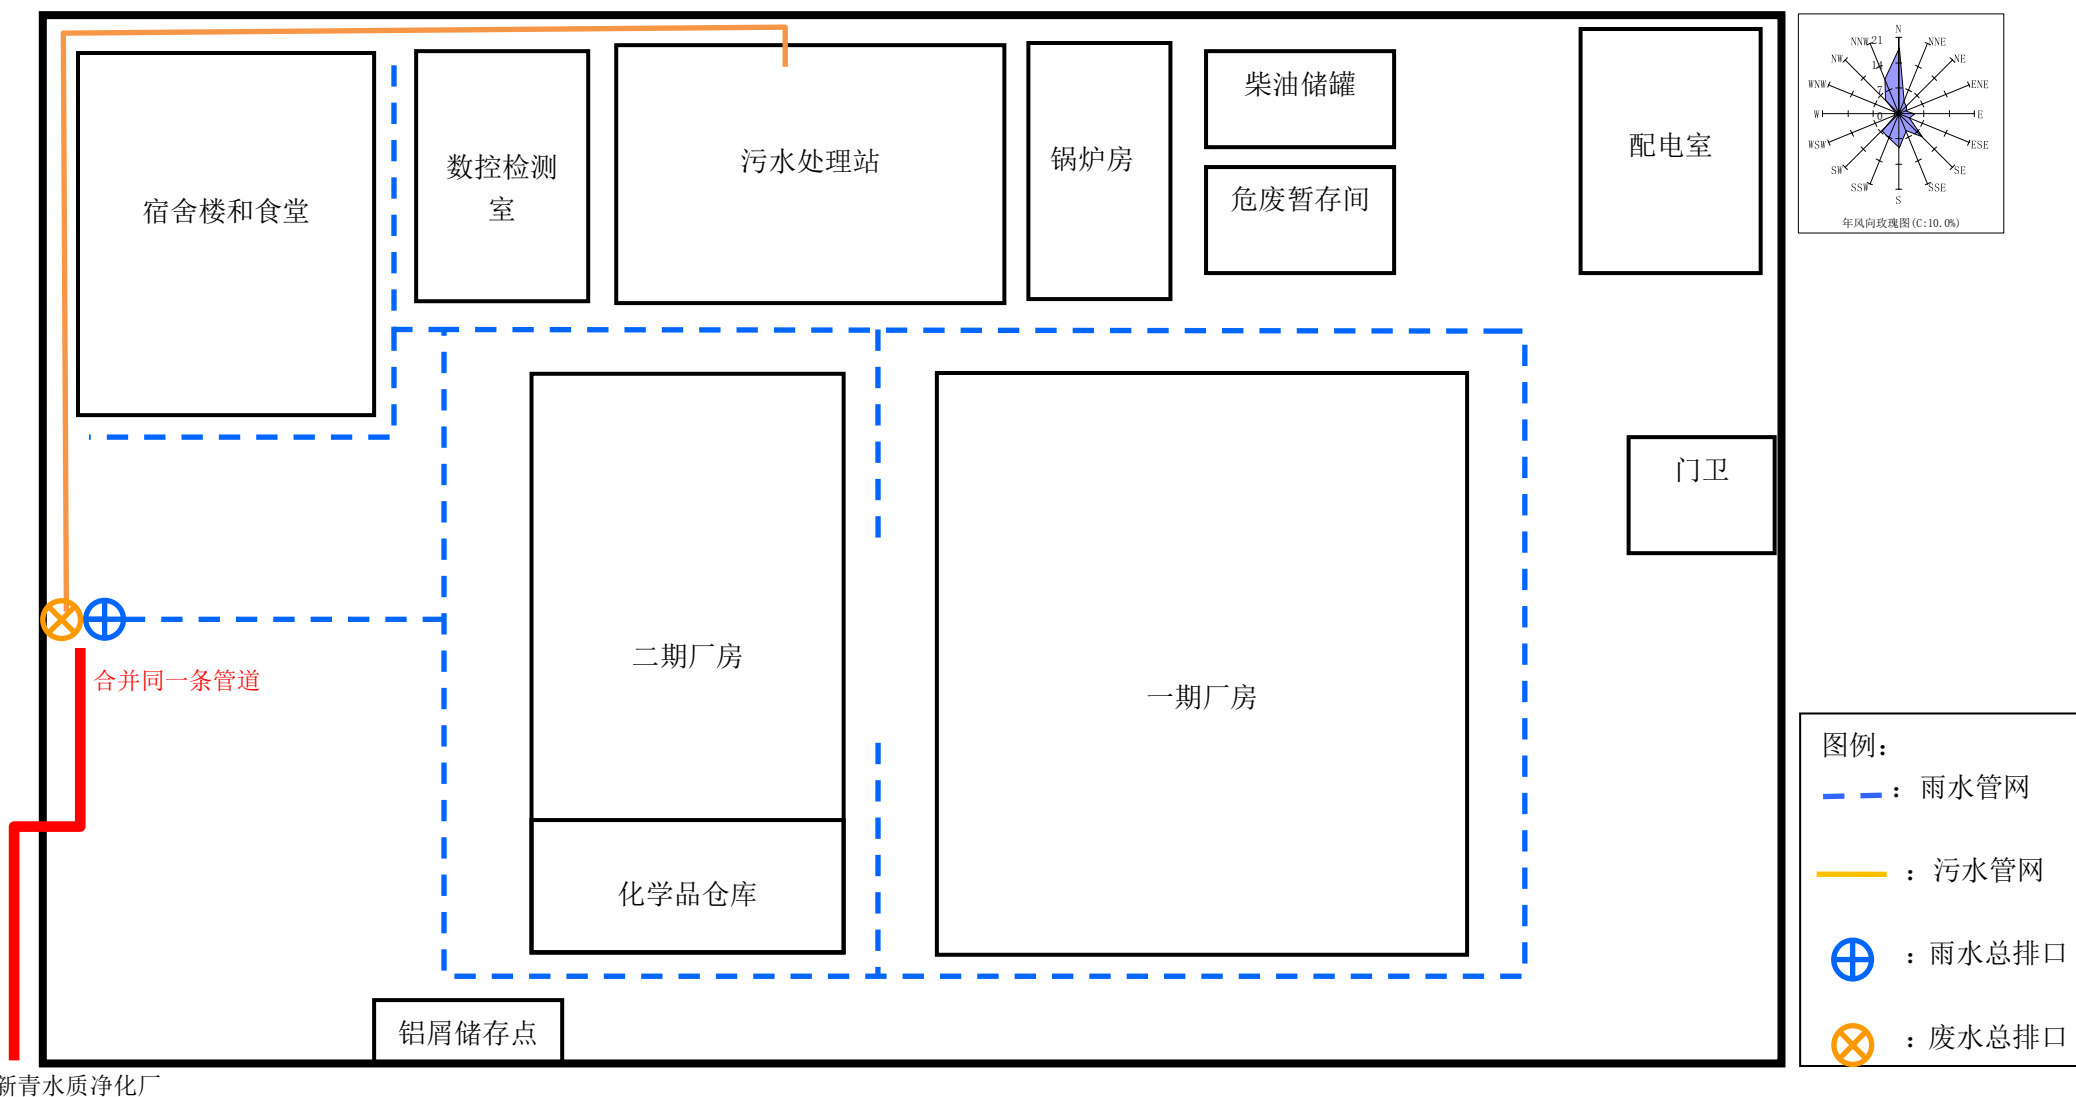 宿舍楼和食堂
数控检测
室
污水处理站
锅炉房
柴油储罐
危废暂存间
配电室
门卫
二期厂房
一期厂房
化学品仓库
铝屑储存点
合并同一条管道
新青水质净化厂
N
NNE
NE
ENE
E
ESE
SE
SSE
S
SSW
SW
WSW
W
WNW
NW
NNW
21
14
7
0
年风向玫瑰图(C:10.0%)
图例：
：雨水管网
：污水管网
：雨水总排口
：废水总排口